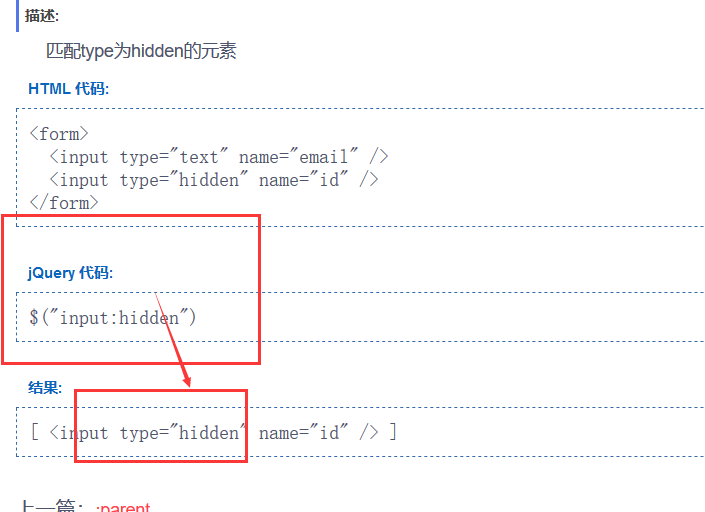 描述:
匹配type为hidden的元素
HTML 代码:
<form>
  <input type="text" name="email" />
  <input type="hidden" name="id" />
</form>
jQuery 代码:
$("input:hidden")
结果:
[ <input type="hidden" name="id" /> ]
上一篇：:parent